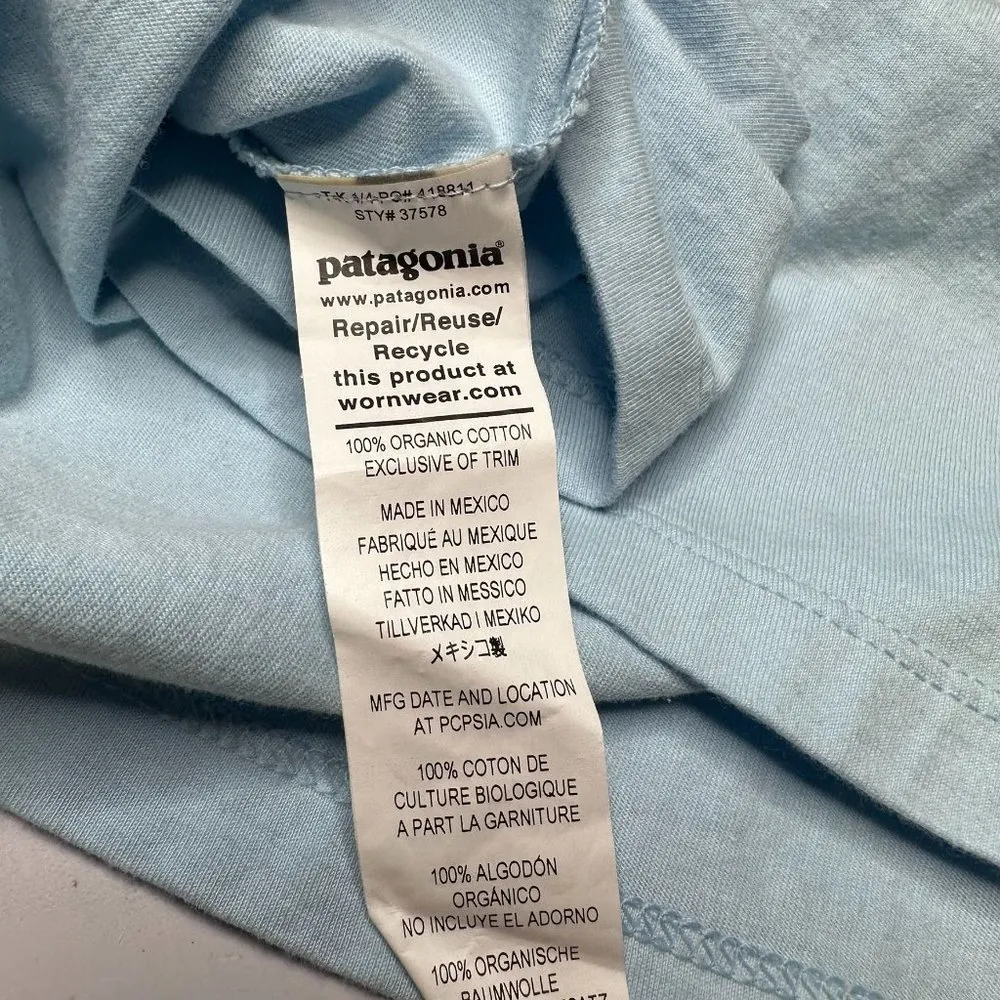 PO# 418811
STY# 37578
patagonia®
www.patagonia.com
Repair/Reuse/
Recycle
this product at
wornwear.com
100% ORGANIC COTTON
EXCLUSIVE OF TRIM
MADE IN MEXICO
FABRIQUÉ AU MEXIQUE
HECHO EN MEXICO
FATTO IN MESSICO
TILLVERKAD I MEXIKO
メキシコ製
MFG DATE AND LOCATION
AT PCPSIA.COM
100% COTON DE
CULTURE BIOLOGIQUE
A PART LA GARNITURE
100% ALGODÓN
ORGÁNICO
NO INCLUYE EL ADORNO
100% ORGANISCHE
BAUMWOLLE